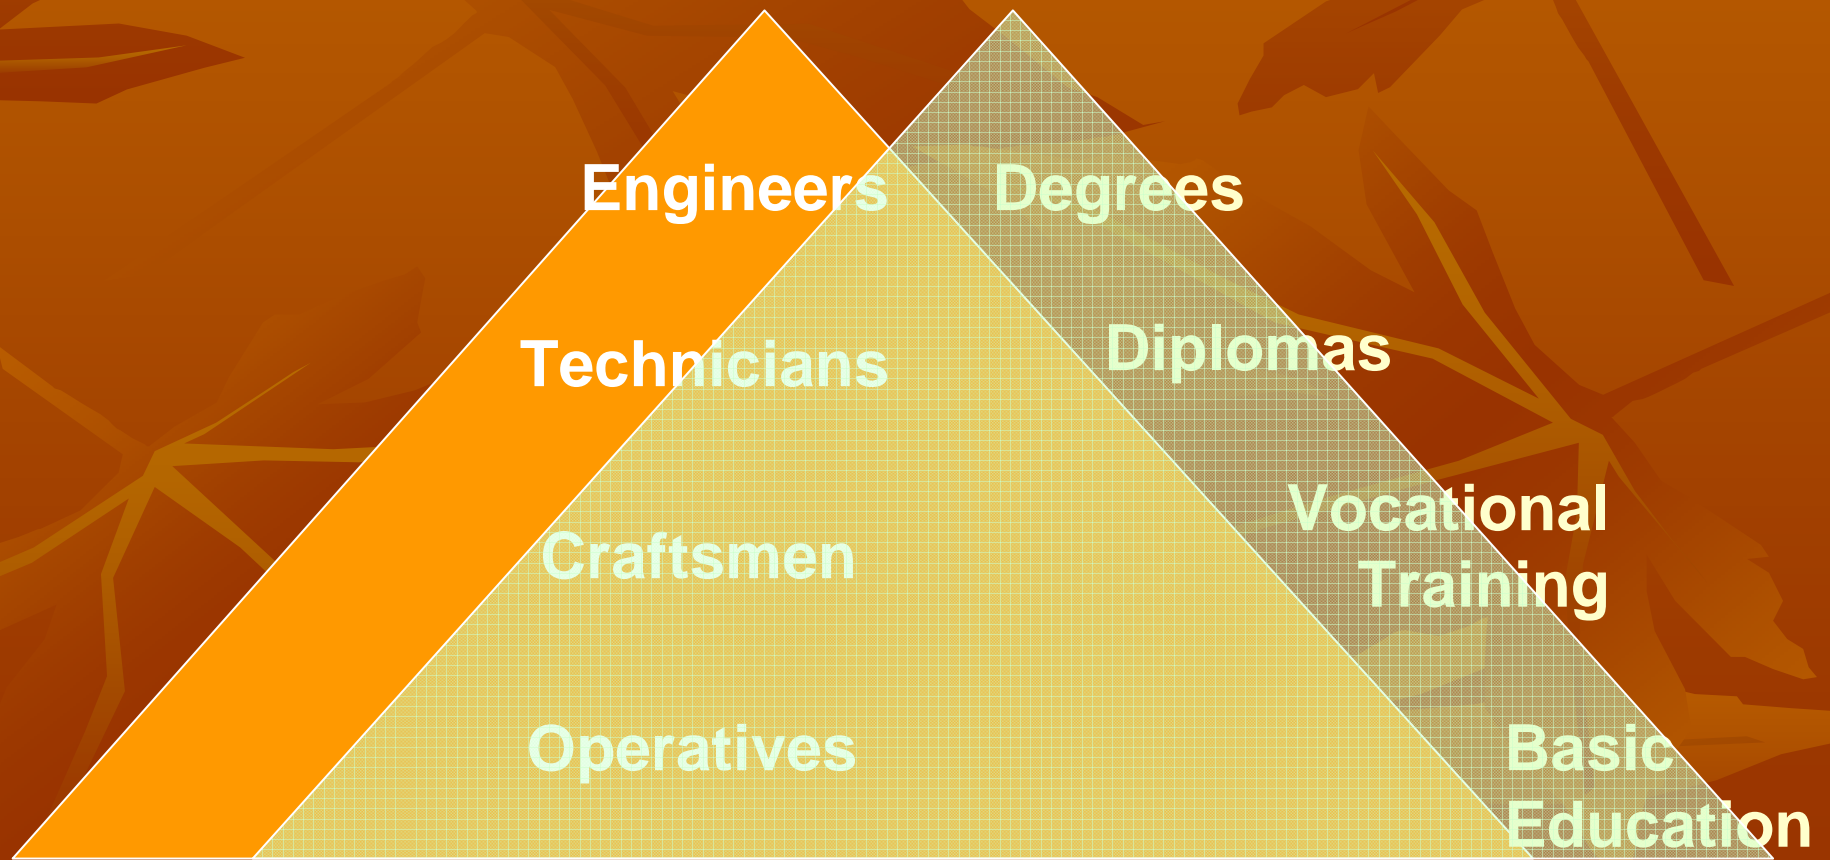 Engineers
Degrees
Technicians
Diplomas
Craftsmen
Vocational
Training
Operatives
Basic
Education